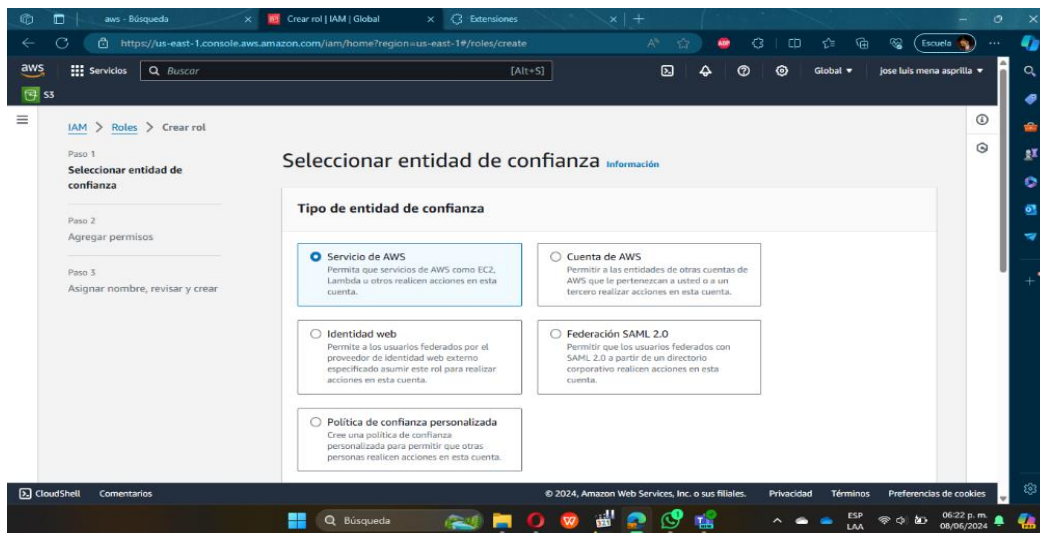 aws - Búsqueda
Crear rol | IAM | Global
Extensiones
https://us-east-1.console.aws.amazon.com/iam/home?region=us-east-1#/roles/create
Escuela
aws
Servicios
Buscar
[Alt+S]
Global
jose luis mena asprilla
S3
IAM > Roles > Crear rol
Paso 1
Seleccionar entidad de
confianza
Paso 2
Agregar permisos
Paso 3
Asignar nombre, revisar y crear
Seleccionar entidad de confianza Información
Tipo de entidad de confianza
Servicio de AWS
Permita que servicios de AWS como EC2,
Lambda u otros realicen acciones en esta
cuenta.
Cuenta de AWS
Permitir a las entidades de otras cuentas de
AWS que le pertenezcan a usted o a un
tercero realizar acciones en esta cuenta.
Identidad web
Permite a los usuarios federados por el
proveedor de identidad web externo
especificado asumir este rol para realizar
acciones en esta cuenta.
Federación SAML 2.0
Permitir que los usuarios federados con
SAML 2.0 a partir de un directorio
corporativo realicen acciones en esta
cuenta.
Política de confianza personalizada
Cree una política de confianza
personalizada para permitir que otras
personas realicen acciones en esta cuenta.
CloudShell
Comentarios
© 2024, Amazon Web Services, Inc. o sus filiales.
Privacidad
Términos
Preferencias de cookies
Búsqueda
ESP
LAA
06:22 p. m.
08/06/2024